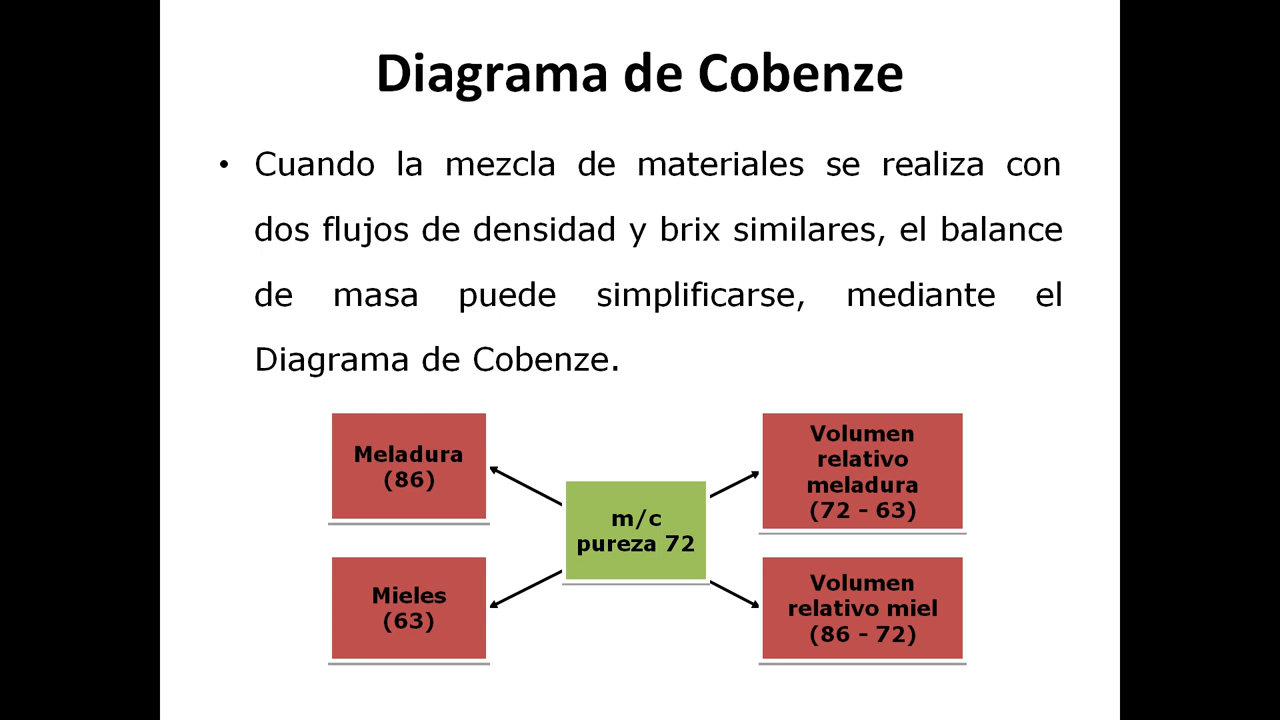 Diagrama de Cobenze
• Cuando la mezcla de materiales se realiza con
dos flujos de densidad y brix similares, el balance
de masa puede simplificarse, mediante el
Diagrama de Cobenze.
Meladura
(86)
Mieles
(63)
m/c
pureza 72
Volumen
relativo
meladura
(72 - 63)
Volumen
relativo miel
(86 - 72)